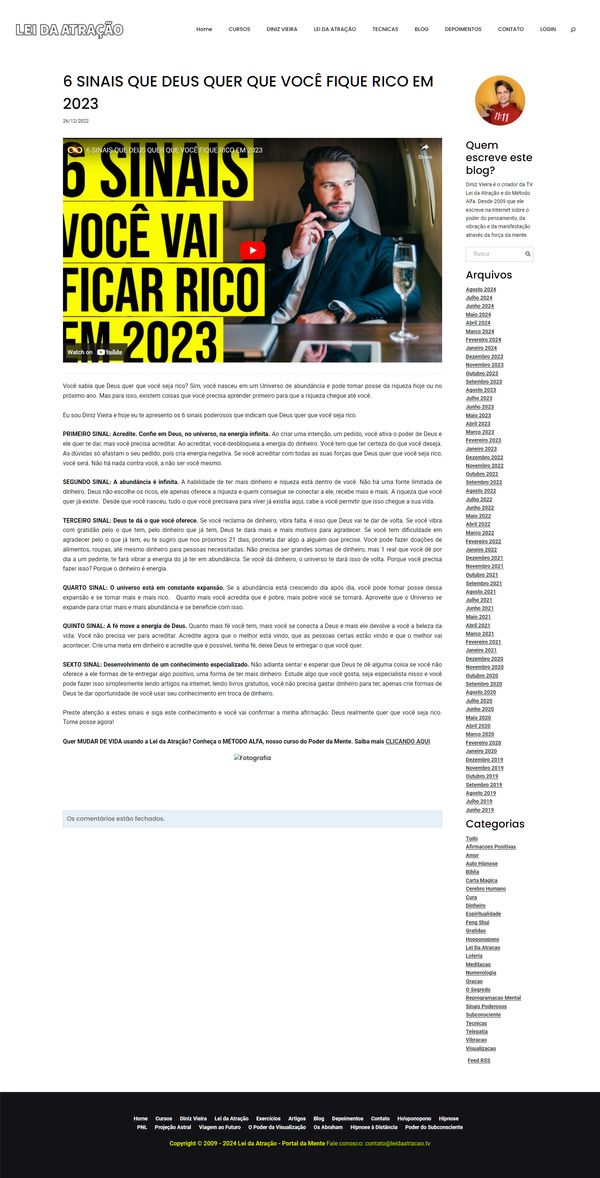 LEI DA ATRAÇÃO
Home CURSOS DINIZ VIEIRA LEI DA ATRAÇÃO TECNICAS BLOG DEPOIMENTOS CONTATO LOGIN
6 SINAIS QUE DEUS QUER QUE VOCÊ FIQUE RICO EM
2023
26/12/2022
6 SINAIS QUE DEUS QUER QUE VOCÊ FIQUE RICO EM 2023
Share
6 SINAIS
VOCÊ VAI
FICAR RICO
EM 2023
Watch on YouTube
Você sabia que Deus quer que você seja rico? Sim, você nasceu em um Universo de abundância e pode tomar posse da riqueza hoje ou no
próximo ano. Mas para isso, existem coisas que você precisa aprender primeiro para que a riqueza chegue até você.
Eu sou Diniz Vieira e hoje eu te apresento os 6 sinais poderosos que indicam que Deus quer que você seja rico.
PRIMEIRO SINAL: Acredite. Confie em Deus, no universo, na energia infinita. Ao criar uma intenção, um pedido, você ativa o poder de Deus e
ele quer te dar, mas você precisa acreditar. Ao acreditar, você desbloqueia a energia do dinheiro. Você tem que ter certeza do que você deseja.
As dúvidas só afastam o seu pedido, pois cria energia negativa. Se você acreditar com todas as suas forças que Deus quer que você seja rico,
você será. Não há nada contra você, a não ser você mesmo.
SEGUNDO SINAL: A abundância é infinita. A habilidade de ter mais dinheiro e riqueza está dentro de você. Não há uma fonte limitada de
dinheiro. Deus não escolhe os ricos, ele apenas oferece a riqueza e quem consegue se conectar a ele, recebe mais e mais. A riqueza que você
quer já existe. Desde que você nasceu, tudo o que você precisava para viver já existia aqui, cabe a você permitir que isso chegue a sua vida.
TERCEIRO SINAL: Deus te dá o que você oferece. Se você reclama de dinheiro, vibra falta, é isso que Deus vai te dar de volta. Se você vibra
com gratidão pelo o que tem, pelo dinheiro que já tem, Deus te dará mais e mais motivos para agradecer. Se você tem dificuldade em
agradecer pelo o que já tem, eu te sugiro que nos próximos 21 dias, prometa dar algo a alguém que precise. Você pode fazer doações de
alimentos, roupas, até mesmo dinheiro para pessoas necessitadas. Não precisa ser grandes somas de dinheiro, mas 1 real que você dê por
dia a um pedinte, te fará vibrar a energia do já ter em abundância. Se você dá dinheiro, o universo te dará isso de volta. Porque você precisa
fazer isso? Porque o dinheiro é energia.
QUARTO SINAL: O universo está em constante expansão. Se a abundância está crescendo dia após dia, você pode tomar posse dessa
expansão e se tornar mais e mais rico. Quanto mais você acredita que é pobre, mais pobre você se tornará. Aproveite que o Universo se
expande para criar mais e mais abundância e se beneficie com isso.
QUINTO SINAL: A fé move a energia de Deus. Quanto mais fé você tem, mais você se conecta a Deus e mais ele devolve a você a beleza da
vida. Você não precisa ver para acreditar. Acredite agora que o melhor está vindo, que as pessoas certas estão vindo e que o melhor vai
acontecer. Crie uma meta em dinheiro e acredite que é possível, tenha fé, deixe Deus te entregar o que você quer.
SEXTO SINAL: Desenvolvimento de um conhecimento especializado. Não adianta sentar e esperar que Deus te dê alguma coisa se você não
oferece a ele formas de te entregar algo positivo, uma forma de ter mais dinheiro. Estude algo que você gosta, seja especialista nisso e você
pode fazer isso simplesmente lendo artigos na internet, lendo livros gratuitos, você não precisa gastar dinheiro para ter, apenas crie formas de
Deus te dar oportunidade de você usar seu conhecimento em troca de dinheiro.
Preste atenção a estes sinais e siga este conhecimento e você vai confirmar a minha afirmação: Deus realmente quer que você seja rico.
Tome posse agora!
Quer MUDAR DE VIDA usando a Lei da Atração? Conheça o MÉTODO ALFA, nosso curso do Poder da Mente. Saiba mais CLICANDO AQUI
Fotografia
Os comentários estão fechados.
11:11
Quem
escreve este
blog?
Diniz Vieira é o criador da TV
Lei da Atração e do Método
Alfa. Desde 2009 que ele
escreve na Internet sobre o
poder do pensamento, da
vibração e da manifestação
através da força da mente.
Busca
Arquivos
Agosto 2024
Julho 2024
Junho 2024
Maio 2024
Abril 2024
Março 2024
Fevereiro 2024
Janeiro 2024
Dezembro 2023
Novembro 2023
Outubro 2023
Setembro 2023
Agosto 2023
Julho 2023
Junho 2023
Maio 2023
Abril 2023
Março 2023
Fevereiro 2023
Janeiro 2023
Dezembro 2022
Novembro 2022
Outubro 2022
Setembro 2022
Agosto 2022
Julho 2022
Junho 2022
Maio 2022
Abril 2022
Março 2022
Fevereiro 2022
Janeiro 2022
Dezembro 2021
Novembro 2021
Outubro 2021
Setembro 2021
Agosto 2021
Julho 2021
Junho 2021
Maio 2021
Abril 2021
Março 2021
Fevereiro 2021
Janeiro 2021
Dezembro 2020
Novembro 2020
Outubro 2020
Setembro 2020
Agosto 2020
Julho 2020
Junho 2020
Maio 2020
Abril 2020
Março 2020
Fevereiro 2020
Janeiro 2020
Dezembro 2019
Novembro 2019
Outubro 2019
Setembro 2019
Agosto 2019
Julho 2019
Junho 2019
Categorias
Tudo
Afirmacoes Positivas
Amor
Auto Hipnose
Biblia
Carta Magica
Cerebro Humano
Cura
Dinheiro
Espiritualidade
Feng Shui
Gratidao
Hooponopono
Lei Da Atracao
Loteria
Meditacao
Numerologia
Oracao
O Segredo
Reprogramacao Mental
Sinais Poderosos
Subconsciente
Tecnicas
Telepatia
Vibracao
Visualizacao
Feed RSS
Home Cursos Diniz Vieira Lei da Atração Exercícios Artigos Blog Depoimentos Contato Ho'oponopono Hipnose
PNL Projeção Astral Viagem ao Futuro O Poder da Visualização Os Abraham Hipnose à Distância Poder do Subconsciente
Copyright © 2009 - 2024 Lei da Atração - Portal da Mente Fale conosco: contato@leidaatracao.tv